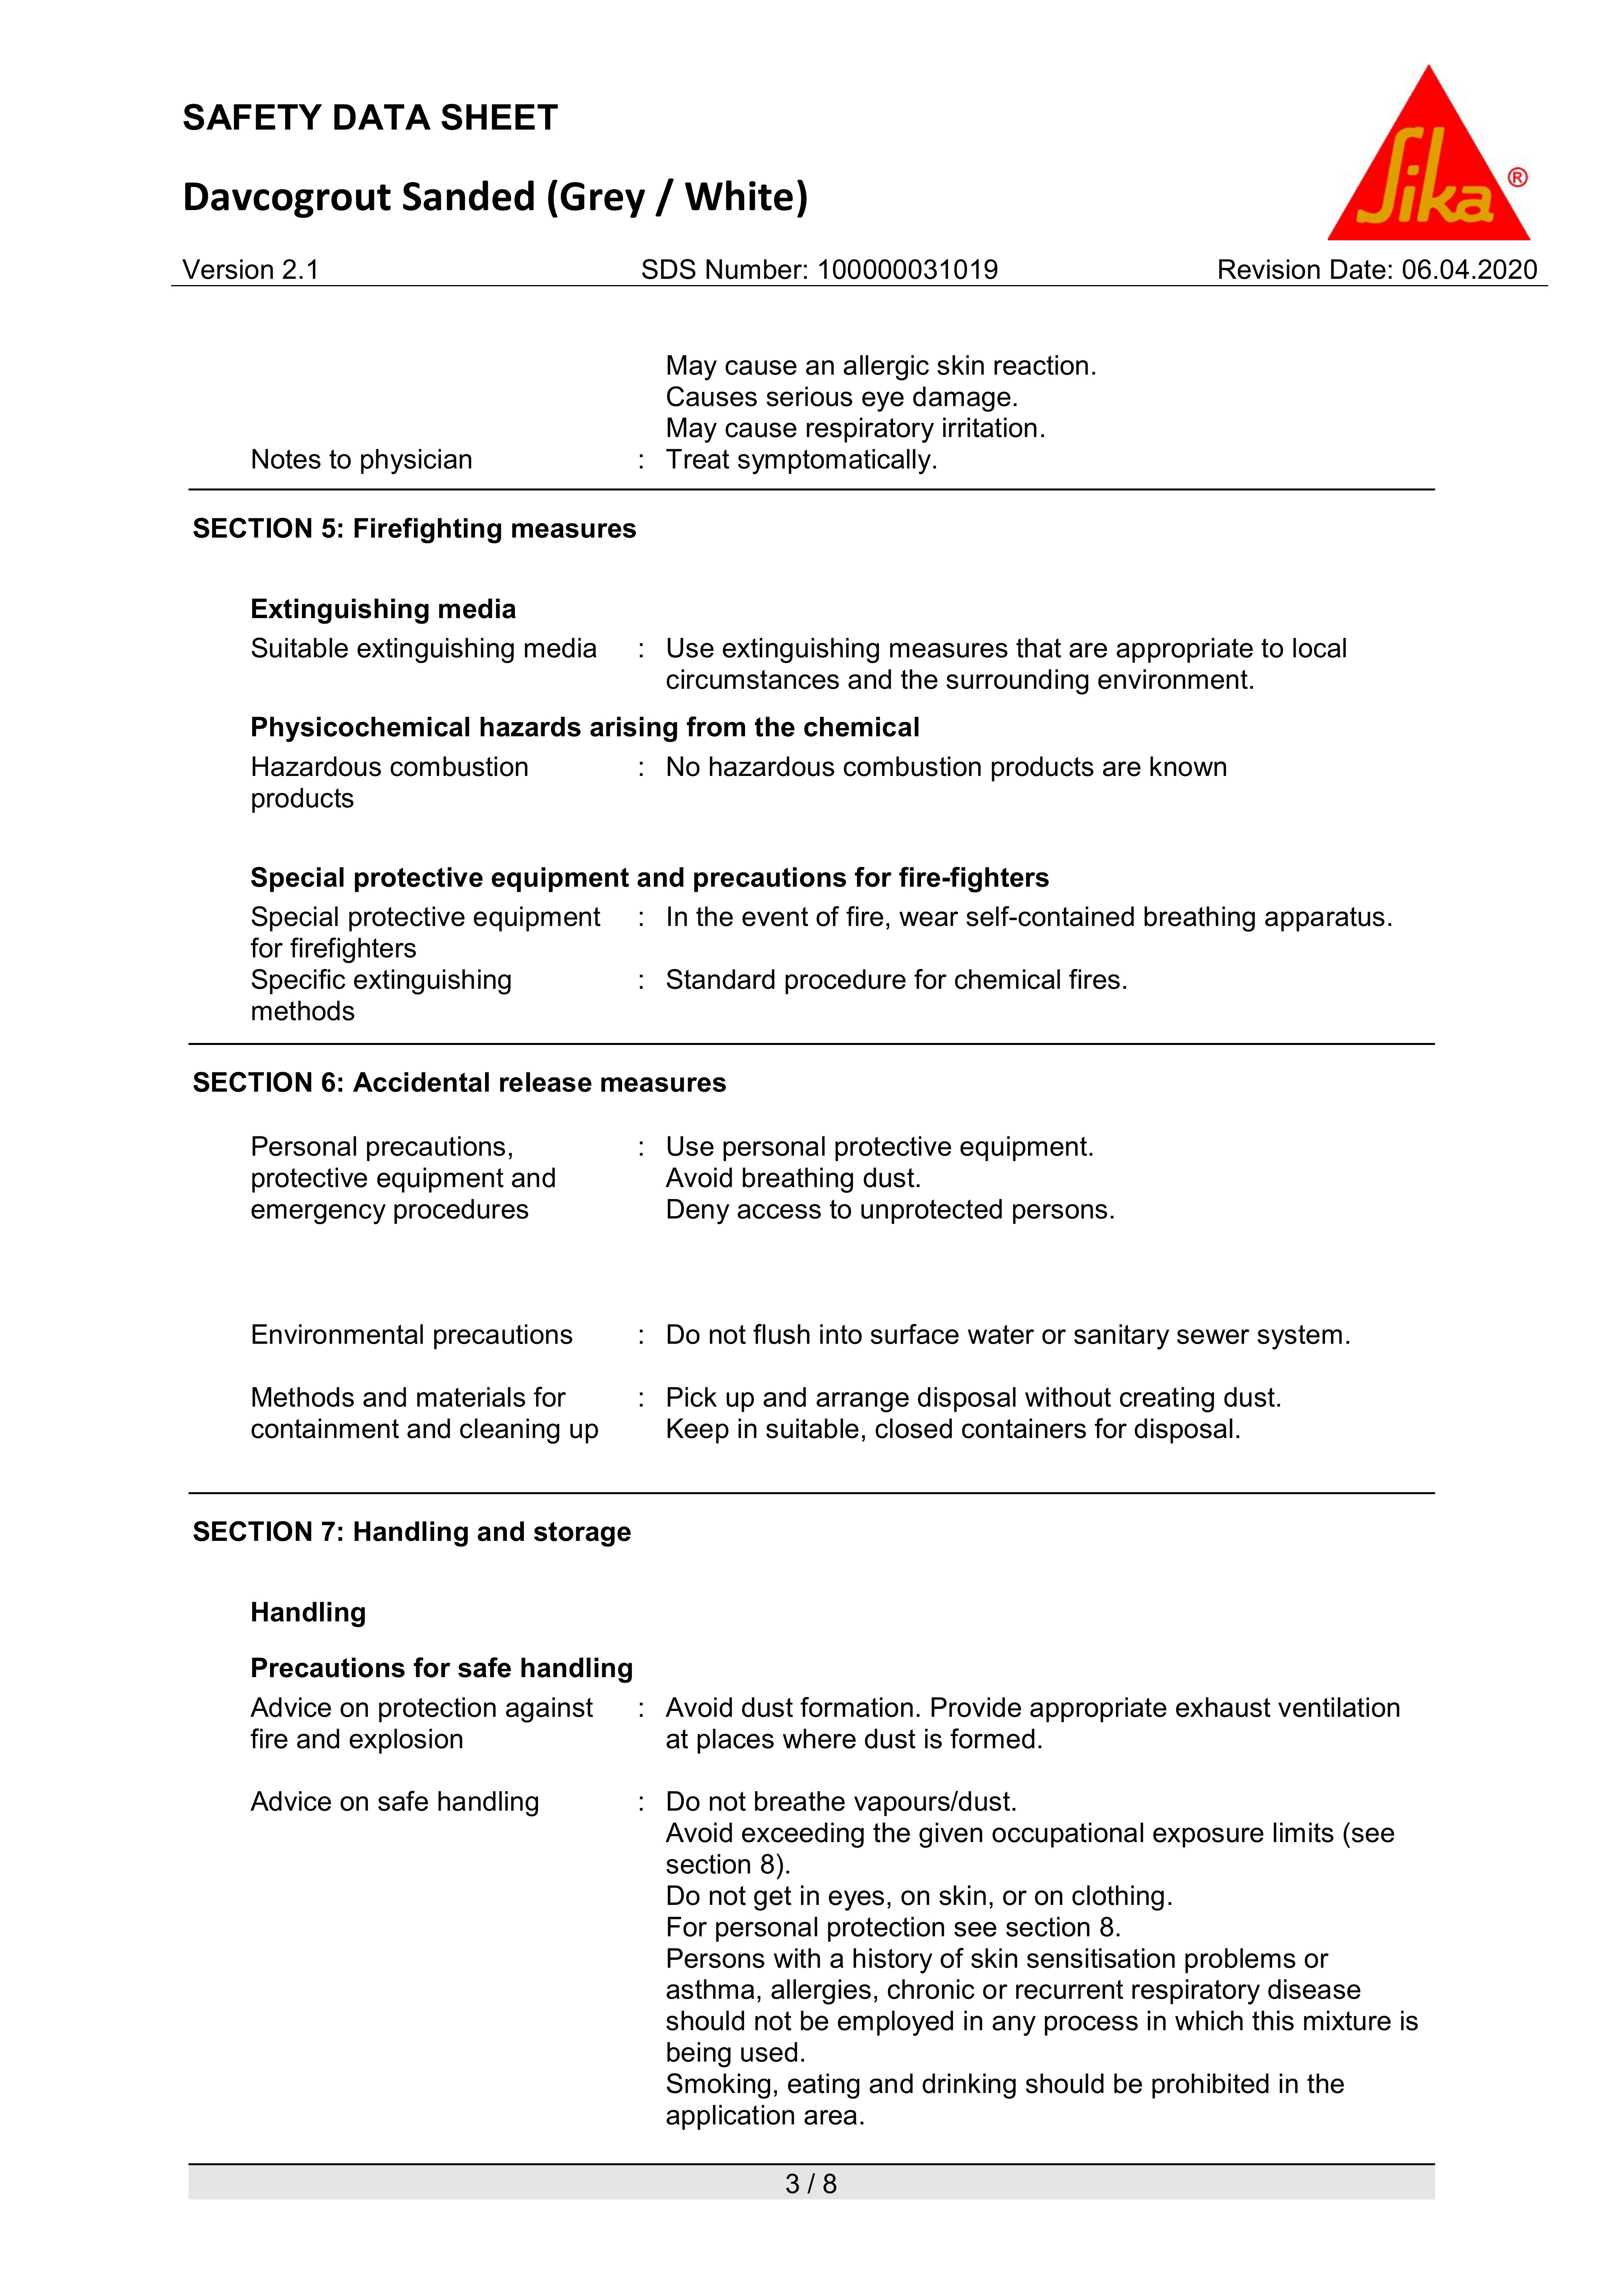 SAFETY DATA SHEET
Sika
®
Davcogrout Sanded (Grey / White)
Version 2.1 SDS Number: 100000031019 Revision Date: 06.04.2020
May cause an allergic skin reaction.
Causes serious eye damage.
May cause respiratory irritation.
Notes to physician : Treat symptomatically.
SECTION 5: Firefighting measures
Extinguishing media
Suitable extinguishing media : Use extinguishing measures that are appropriate to local
circumstances and the surrounding environment.
Physicochemical hazards arising from the chemical
Hazardous combustion : No hazardous combustion products are known
products
Special protective equipment and precautions for fire-fighters
Special protective equipment : In the event of fire, wear self-contained breathing apparatus.
for firefighters
Specific extinguishing : Standard procedure for chemical fires.
methods
SECTION 6: Accidental release measures
Personal precautions, : Use personal protective equipment.
protective equipment and Avoid breathing dust.
emergency procedures Deny access to unprotected persons.
Environmental precautions : Do not flush into surface water or sanitary sewer system.
Methods and materials for : Pick up and arrange disposal without creating dust.
containment and cleaning up Keep in suitable, closed containers for disposal.
SECTION 7: Handling and storage
Handling
Precautions for safe handling
Advice on protection against : Avoid dust formation. Provide appropriate exhaust ventilation
fire and explosion at places where dust is formed.
Advice on safe handling : Do not breathe vapours/dust.
Avoid exceeding the given occupational exposure limits (see
section 8).
Do not get in eyes, on skin, or on clothing.
For personal protection see section 8.
Persons with a history of skin sensitisation problems or
asthma, allergies, chronic or recurrent respiratory disease
should not be employed in any process in which this mixture is
being used.
Smoking, eating and drinking should be prohibited in the
application area.
3 / 8